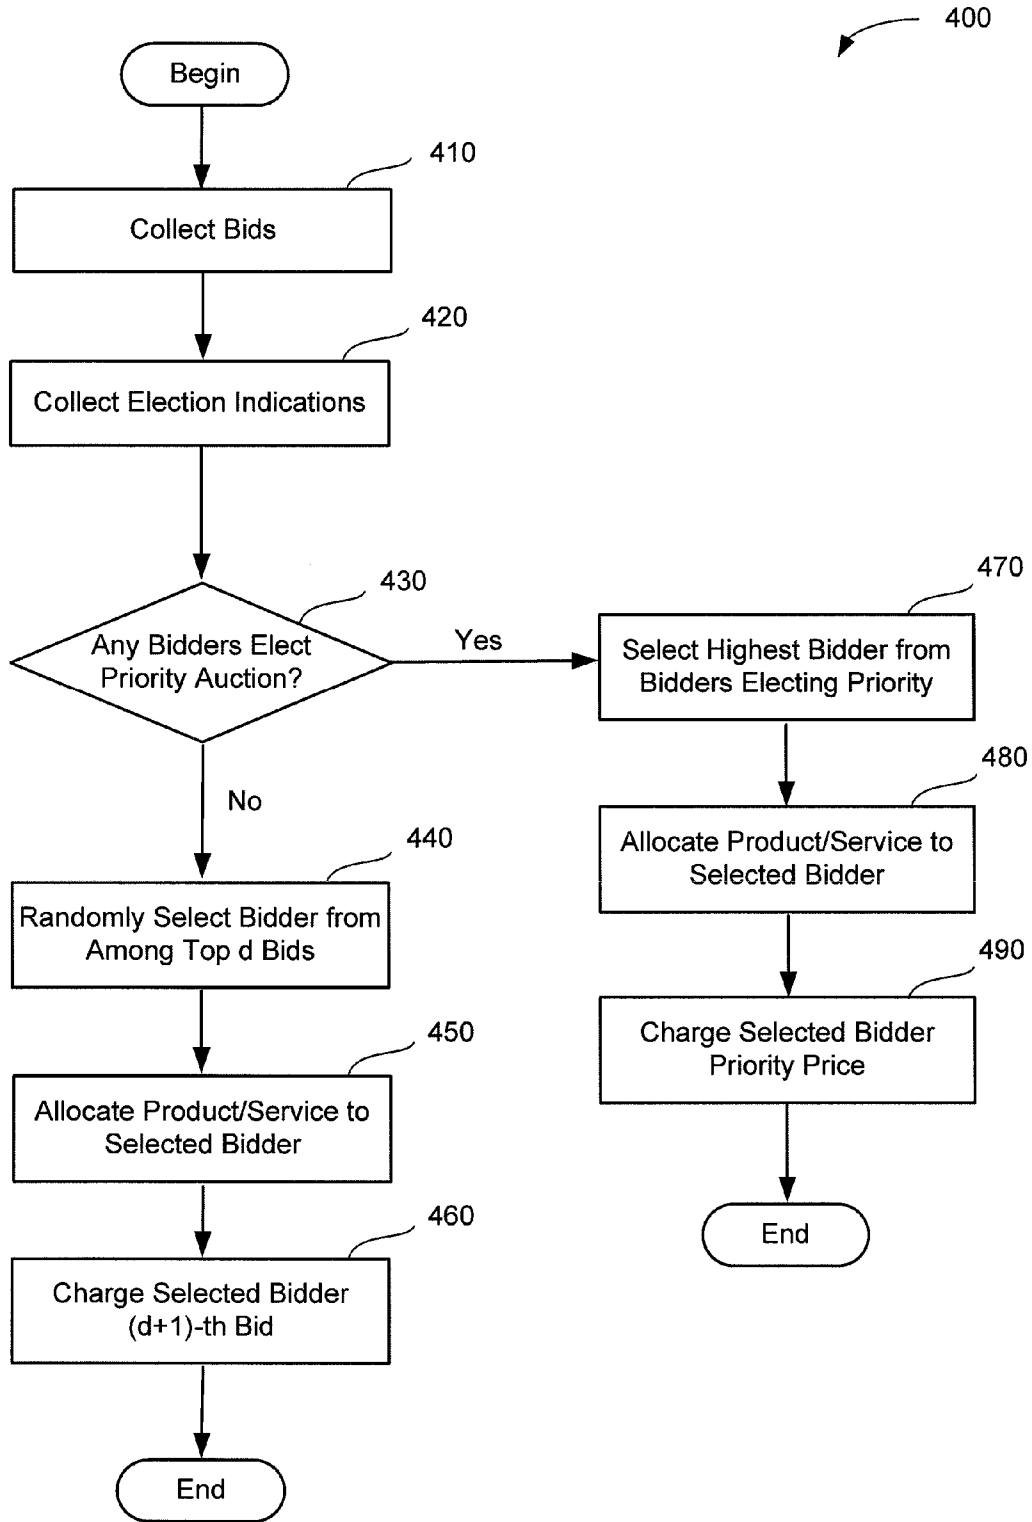 400
Begin
410
Collect Bids
420
Collect Election Indications
430
Any Bidders Elect
Priority Auction?
Yes
No
440
Randomly Select Bidder from
Among Top d Bids
450
Allocate Product/Service to
Selected Bidder
460
Charge Selected Bidder
(d+1)-th Bid
End
470
Select Highest Bidder from
Bidders Electing Priority
480
Allocate Product/Service to
Selected Bidder
490
Charge Selected Bidder
Priority Price
End